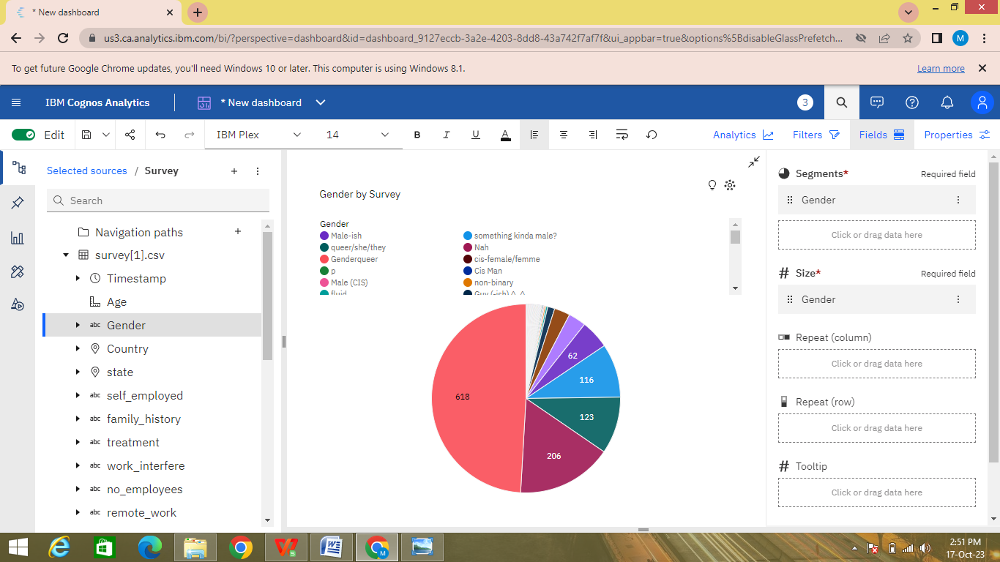 * New dashboard
us3.ca.analytics.ibm.com/bi/?perspective=dashboard&id=dashboard_9127eccb-3a2e-4203-8dd8-43a742f7af7f&ui_appbar=true&options%5BdisableGlassPrefetch...
M
To get future Google Chrome updates, you'll need Windows 10 or later. This computer is using Windows 8.1.
Learn more
IBM Cognos Analytics
* New dashboard
3
Edit
IBM Plex
14
B I U A
Analytics
Filters
Fields
Properties
Selected sources / Survey
Search
Navigation paths
survey[1].csv
Timestamp
Age
abc Gender
Country
state
abc self_employed
abc family_history
abc treatment
abc work_interfere
abc no_employees
abc remote_work
Gender by Survey
Gender
Male-ish
something kinda male?
queer/she/they
Nah
Genderqueer
cis-female/femme
p
Cis Man
Male (CIS)
non-binary
fluid
Guy (-ish) ^_^
62
116
123
206
618
Segments*
Required field
Gender
Click or drag data here
# Size*
Required field
Gender
Repeat (column)
Click or drag data here
Repeat (row)
Click or drag data here
# Tooltip
Click or drag data here
2:51 PM
17-Oct-23